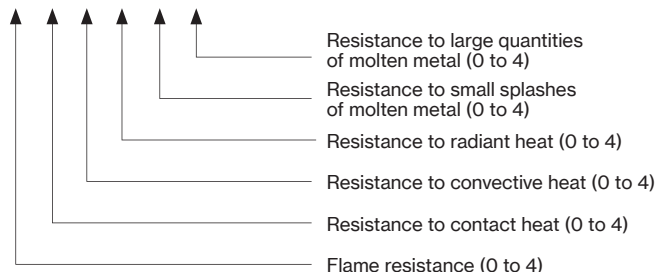 Resistance to large quantities
of molten metal (0 to 4)
Resistance to small splashes
of molten metal (0 to 4)
Resistance to radiant heat (0 to 4)
Resistance to convective heat (0 to 4)
Resistance to contact heat (0 to 4)
Flame resistance (0 to 4)